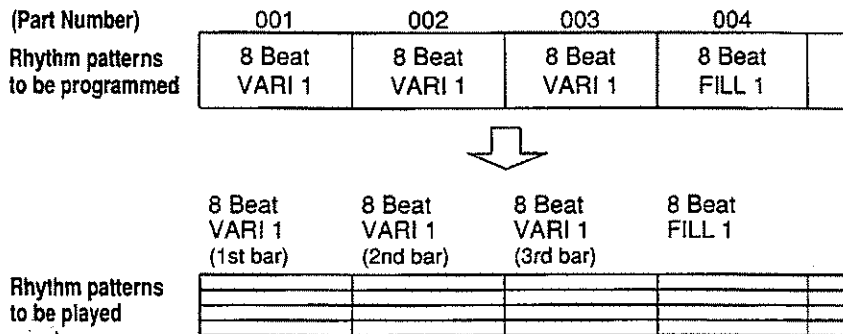 (Part Number) 001 002 003 004
Rhythm patterns 8 Beat 8 Beat 8 Beat 8 Beat
to be programmed VARI 1 VARI 1 VARI 1 FILL 1
8 Beat 8 Beat 8 Beat 8 Beat
VARI 1 VARI 1 VARI 1 FILL 1
(1st bar) (2nd bar) (3rd bar)
Rhythm patterns
to be played